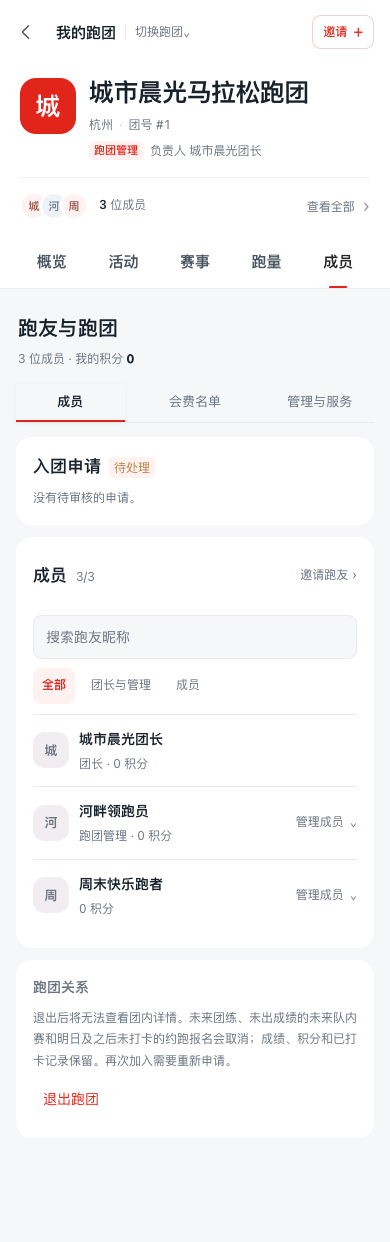 我的跑团 切换跑团
邀请 +
城
城市晨光马拉松跑团
杭州 · 团号 #1
跑团管理 负责人 城市晨光团长
城 河 周 3 位成员 查看全部
概览 活动 赛事 跑量 成员
跑友与跑团
3 位成员 · 我的积分 0
成员 会费名单 管理与服务
入团申请 待处理
没有待审核的申请。
成员 3/3 邀请跑友 ›
搜索跑友昵称
全部 团长与管理 成员
城
城市晨光团长
团长 · 0 积分
河
河畔领跑员
跑团管理 · 0 积分
管理成员
周
周末快乐跑者
0 积分
管理成员
跑团关系
退出后将无法查看团内详情。未来团练、未出成绩的未来队内
赛和明日及之后未打卡的约跑报名会取消；成绩、积分和已打
卡记录保留。再次加入需要重新申请。
退出跑团